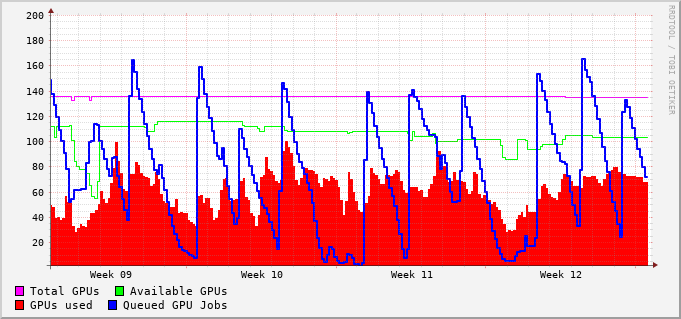 200
180
160
140
120
100
80
60
40
20
Week 09 Week 10 Week 11 Week 12
Total GPUs Available GPUs
GPUs used Queued GPU Jobs
RRDTOOL / TOBI OETIKER